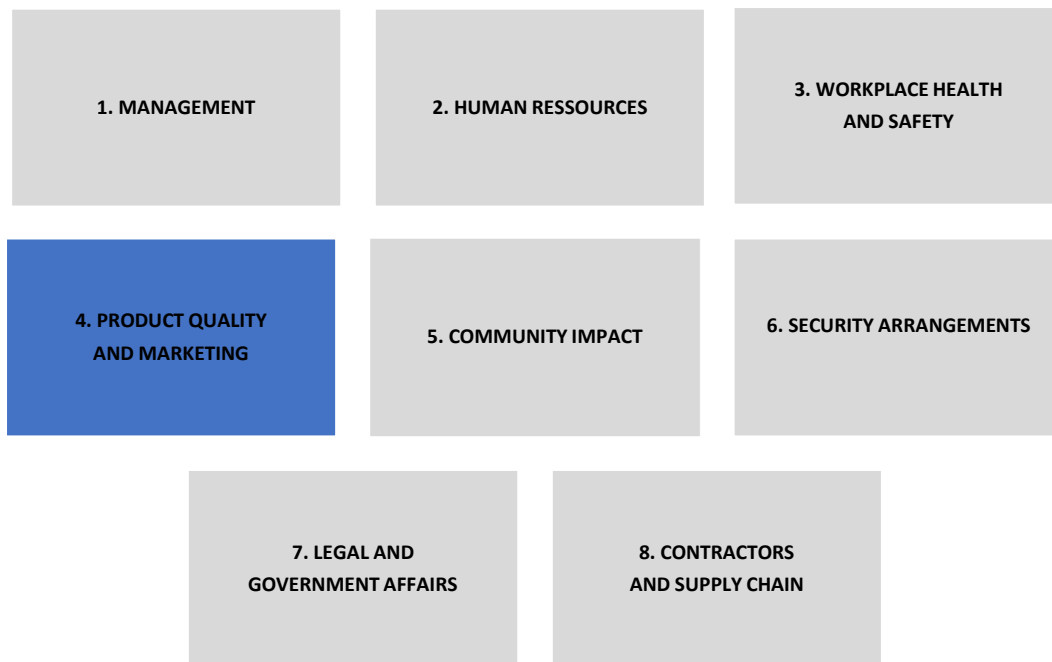 1. MANAGEMENT
2. HUMAN RESSOURCES
3. WORKPLACE HEALTH
AND SAFETY
4. PRODUCT QUALITY
AND MARKETING
5. COMMUNITY IMPACT
6. SECURITY ARRANGEMENTS
7. LEGAL AND
GOVERNMENT AFFAIRS
8. CONTRACTORS
AND SUPPLY CHAIN